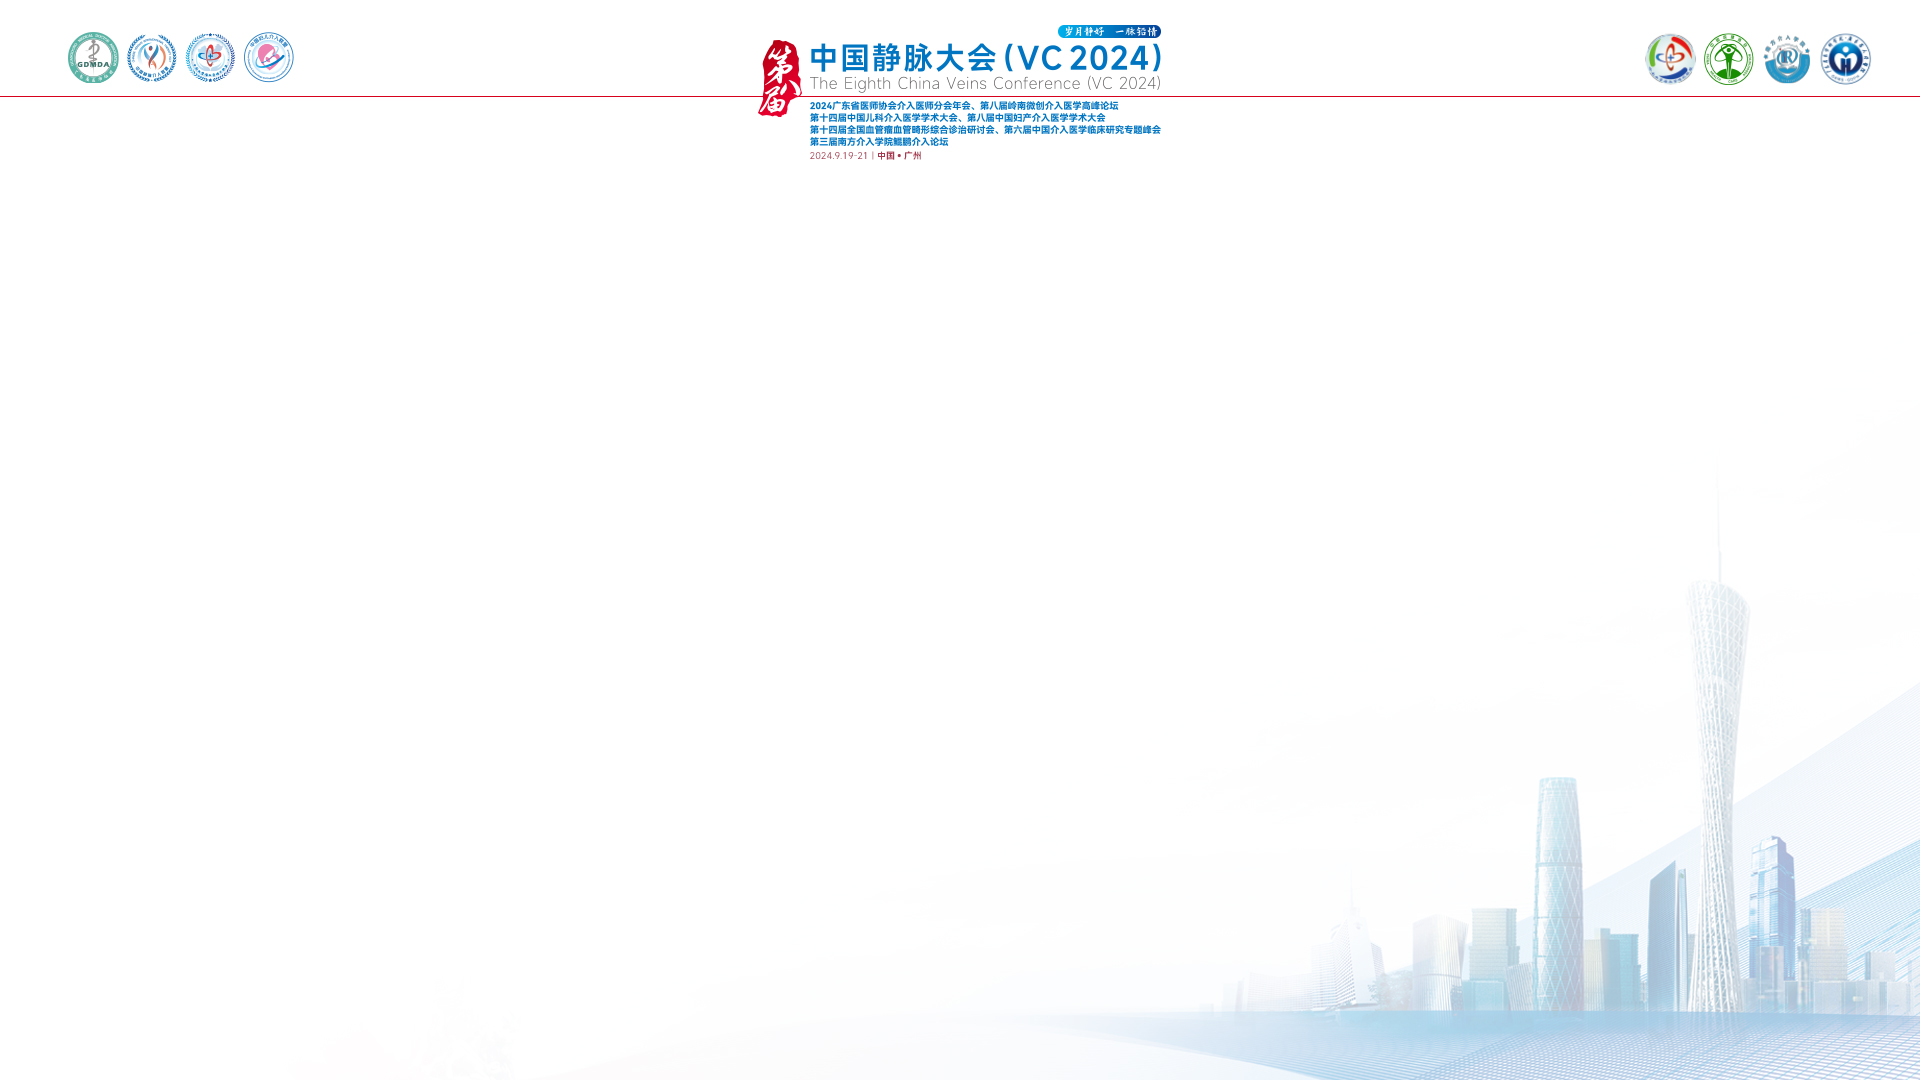 岁月静好 一脉韬情
第八届
中国静脉大会(VC 2024)
The Eighth China Veins Conference (VC 2024)
2024广东省医师协会介入医师分会年会、第八届岭南微创介入医学高峰论坛
第十四届中国儿科介入医学学术大会、第八届中国妇产介入医学学术大会
第十四届全国血管瘤血管畸形综合诊治研讨会、第六届中国介入医学临床研究专题峰会
第三届南方介入学院鲲鹏介入论坛
2024.9.19-21 | 中国•广州
GDMDA